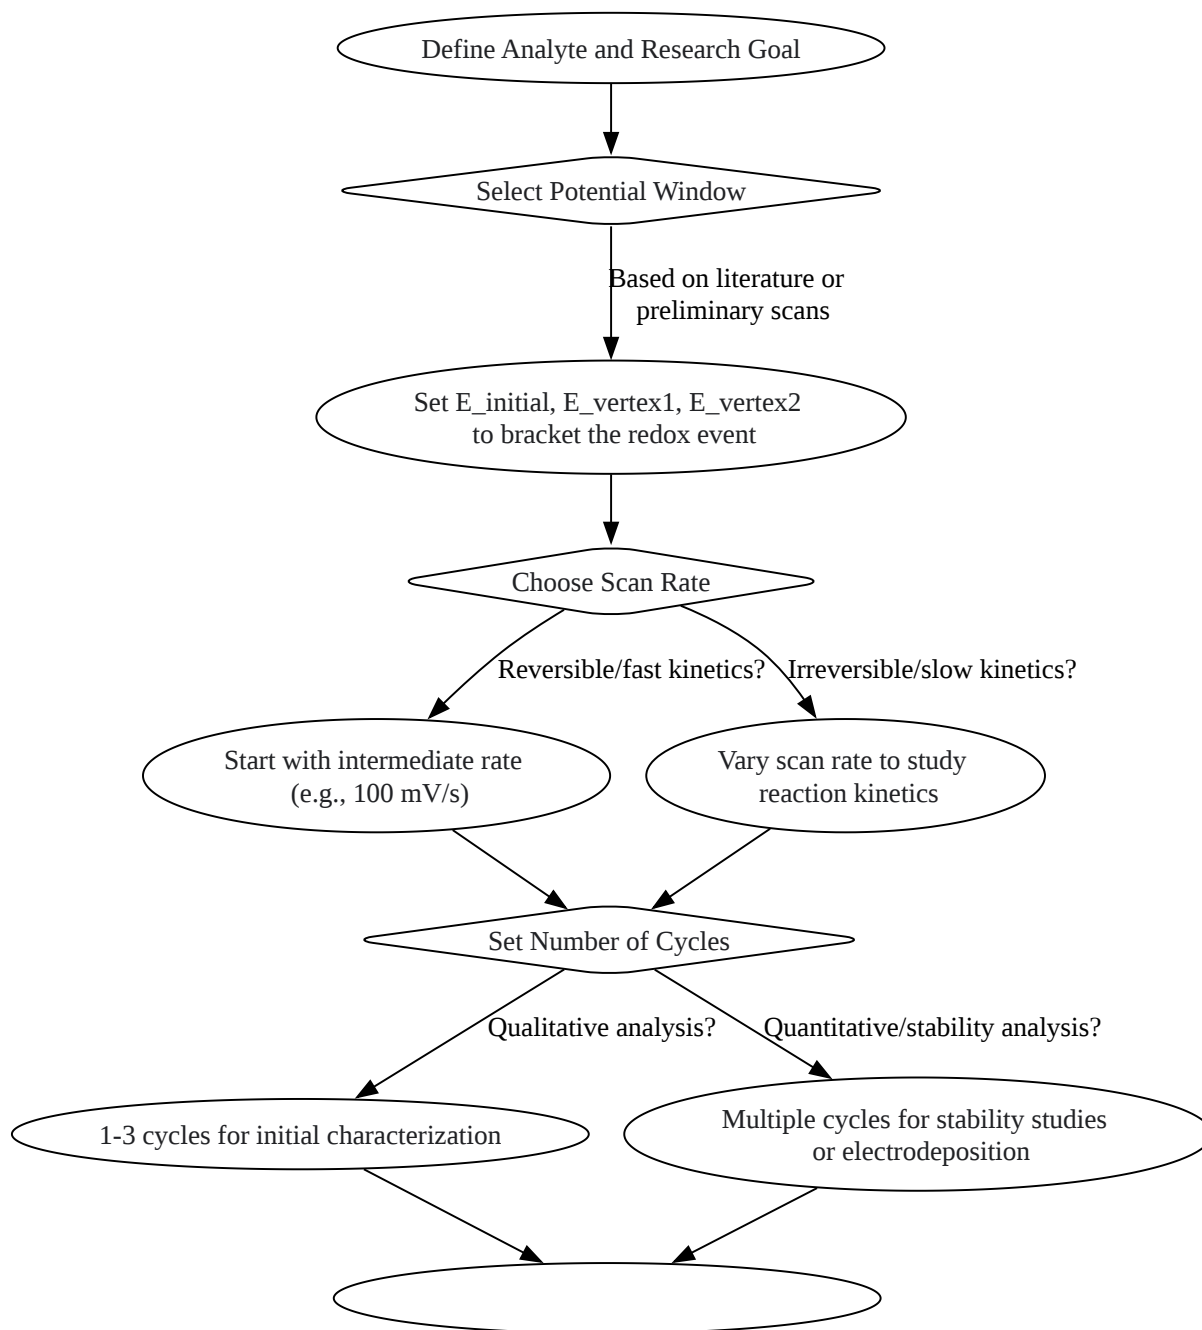 Define Analyte and Research Goal
Select Potential Window
Based on literature or
preliminary scans
Set E_initial, E_vertex1, E_vertex2
to bracket the redox event
Choose Scan Rate
Reversible/fast kinetics?
Irreversible/slow kinetics?
Start with intermediate rate
(e.g., 100 mV/s)
Vary scan rate to study
reaction kinetics
Set Number of Cycles
Qualitative analysis?
Quantitative/stability analysis?
1-3 cycles for initial characterization
Multiple cycles for stability studies
or electrodeposition